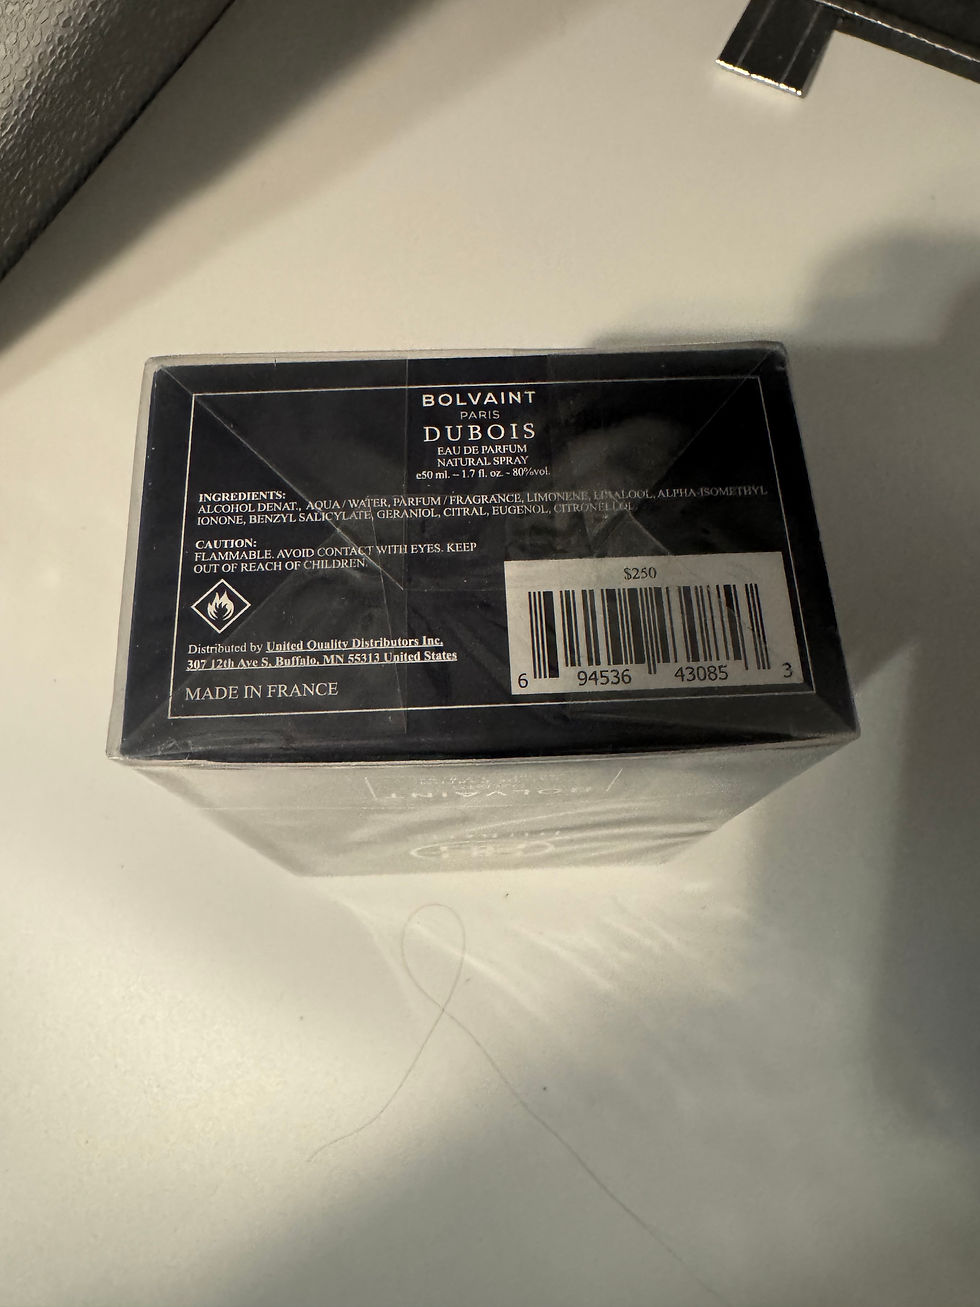 BOLVAINT
PARIS
DUBOIS
EAU DE PARFUM
NATURAL SPRAY
e50 ml. – 1.7 fl. oz. - 80%vol.
INGREDIENTS:
ALCOHOL DENAT., AQUA / WATER, PARFUM / FRAGRANCE, LIMONENE, LINALOOL, ALPHA-ISOMETHYL
IONONE, BENZYL SALICYLATE, GERANIOL, CITRAL, EUGENOL, CITRONELLOL
CAUTION:
FLAMMABLE. AVOID CONTACT WITH EYES. KEEP
OUT OF REACH OF CHILDREN.
Distributed by United Quality Distributors Inc.
307 12th Ave S, Buffalo, MN 55313 United States
MADE IN FRANCE
$250
6 94536 43085 3
BOLVAINT